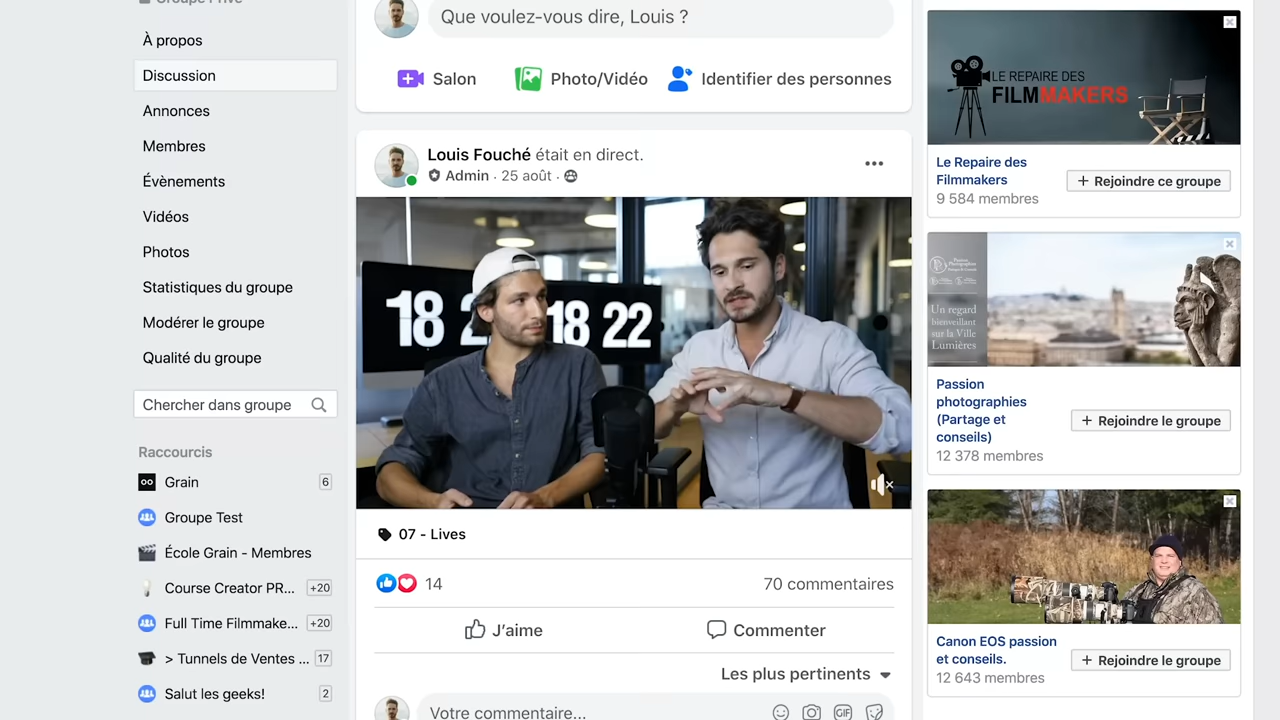 Groupe Privé
À propos
Discussion
Annonces
Membres
Évènements
Vidéos
Photos
Statistiques du groupe
Modérer le groupe
Qualité du groupe
Chercher dans groupe
Raccourcis
Grain 6
Groupe Test
École Grain - Membres
Course Creator PR... +20
Full Time Filmmake... +20
> Tunnels de Ventes ... 17
Salut les geeks! 2
Que voulez-vous dire, Louis ?
Salon Photo/Vidéo Identifier des personnes
Louis Fouché était en direct.
Admin · 25 août ·
18 2 18 22
07 - Lives
14 70 commentaires
J'aime Commenter
Les plus pertinents
Votre commentaire...
GIF
LE REPAIRE DES
FILMMAKERS
Le Repaire des
Filmmakers
9 584 membres
+ Rejoindre ce groupe
Un regard
bienveillant
sur la Ville
Lumières
Passion
photographies
(Partage et
conseils)
12 378 membres
+ Rejoindre le groupe
Canon EOS passion
et conseils.
12 643 membres
+ Rejoindre le groupe